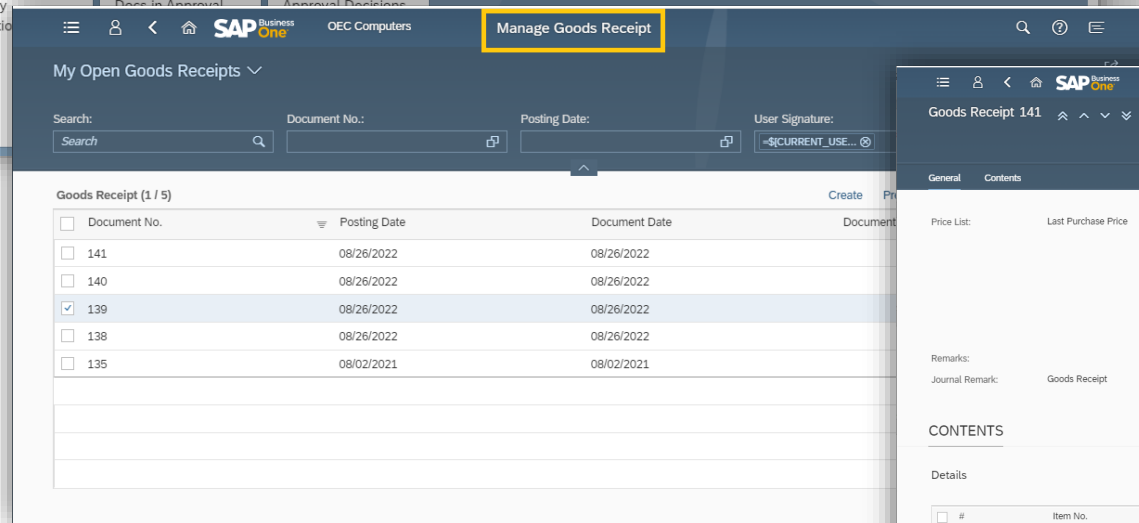 Docs in Approval Approval Decisions
SAP Business One OEC Computers Manage Goods Receipt
My Open Goods Receipts
Search: Document No.: Posting Date: User Signature:
Search =$[CURRENT_USE...
Goods Receipt (1 / 5) Create Pr
Document No. Posting Date Document Date Document
141 08/26/2022 08/26/2022
140 08/26/2022 08/26/2022
139 08/26/2022 08/26/2022
138 08/26/2022 08/26/2022
135 08/02/2021 08/02/2021
SAP Business One
Goods Receipt 141
General Contents
Price List: Last Purchase Price
Remarks:
Journal Remark: Goods Receipt
CONTENTS
Details
# Item No.